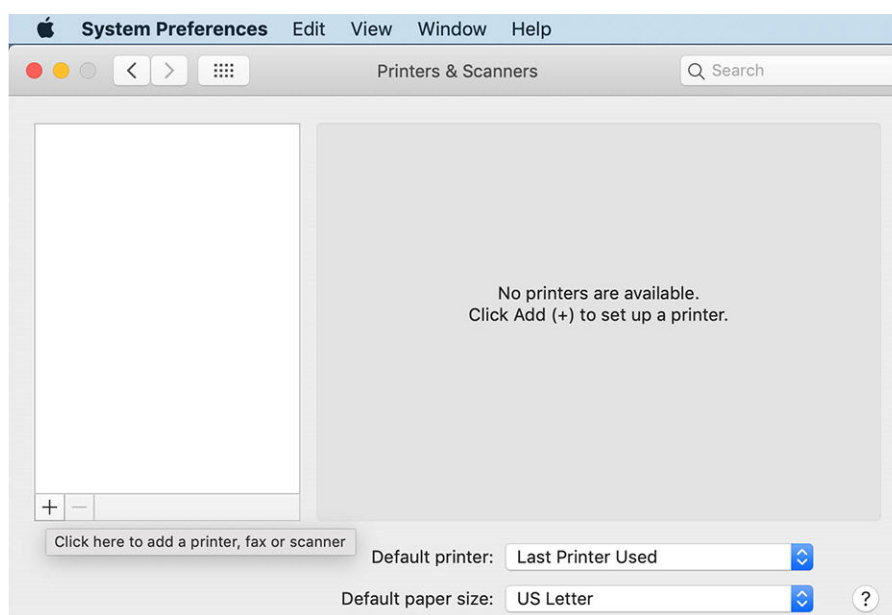 System Preferences Edit View Window Help
Printers & Scanners Search
No printers are available.
Click Add (+) to set up a printer.
+ −
Click here to add a printer, fax or scanner
Default printer: Last Printer Used
Default paper size: US Letter ?